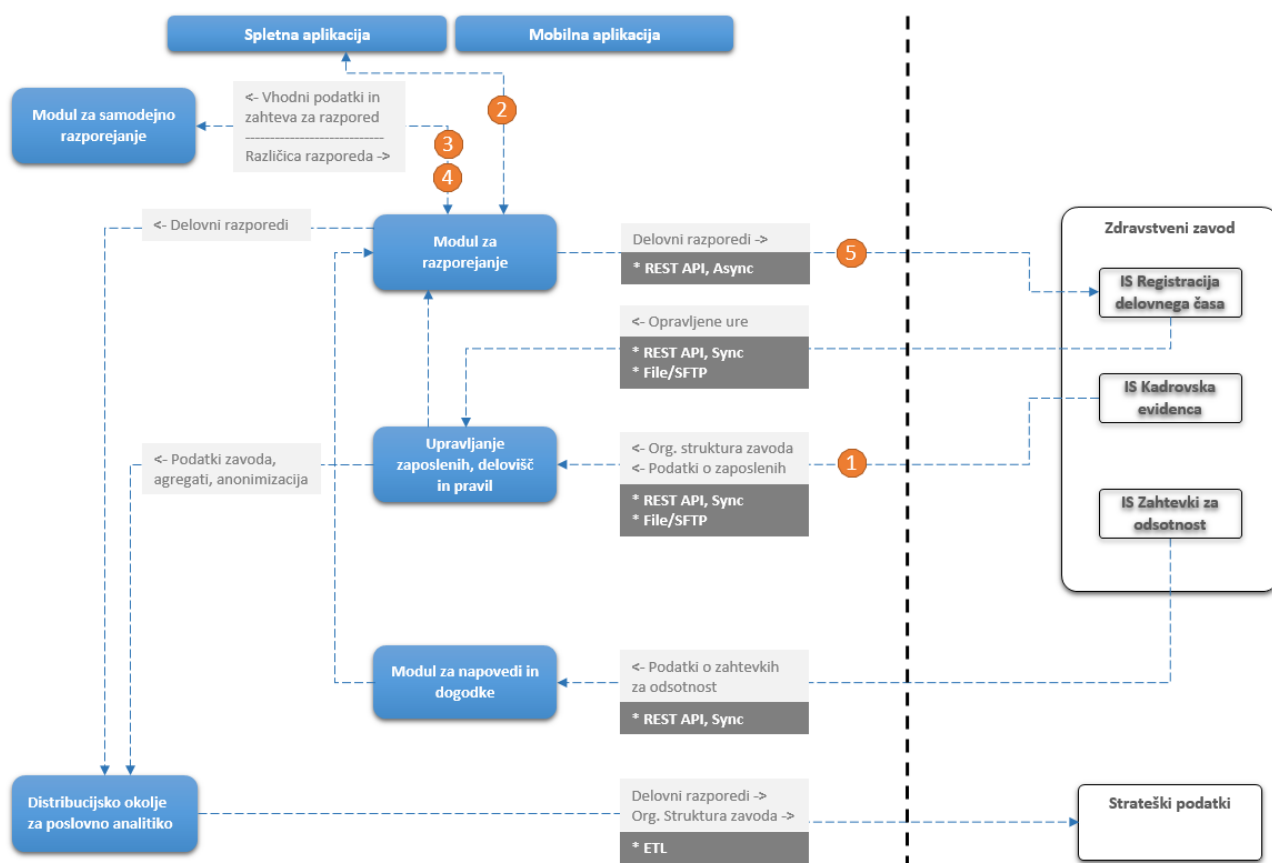 Spletna aplikacija
Mobilna aplikacija
Modul za samodejno
razporejanje
<- Vhodni podatki in
zahteva za razpored
----------------------------
Različica razporeda ->
2
3
4
<- Delovni razporedi
Modul za
razporejanje
Delovni razporedi ->
* REST API, Async
5
Zdravstveni zavod
IS Registracija
delovnega časa
<- Opravljene ure
* REST API, Sync
* File/SFTP
IS Kadrovska
evidenca
<- Podatki zavoda,
agregati, anonimizacija
Upravljanje
zaposlenih, delovišč
in pravil
<- Org. struktura zavoda
<- Podatki o zaposlenih
* REST API, Sync
* File/SFTP
1
IS Zahtevki za
odsotnost
Modul za napovedi in
dogodke
<- Podatki o zahtevkih
za odsotnost
* REST API, Sync
Distribucijsko okolje
za poslovno analitiko
Delovni razporedi ->
Org. Struktura zavoda ->
* ETL
Strateški podatki